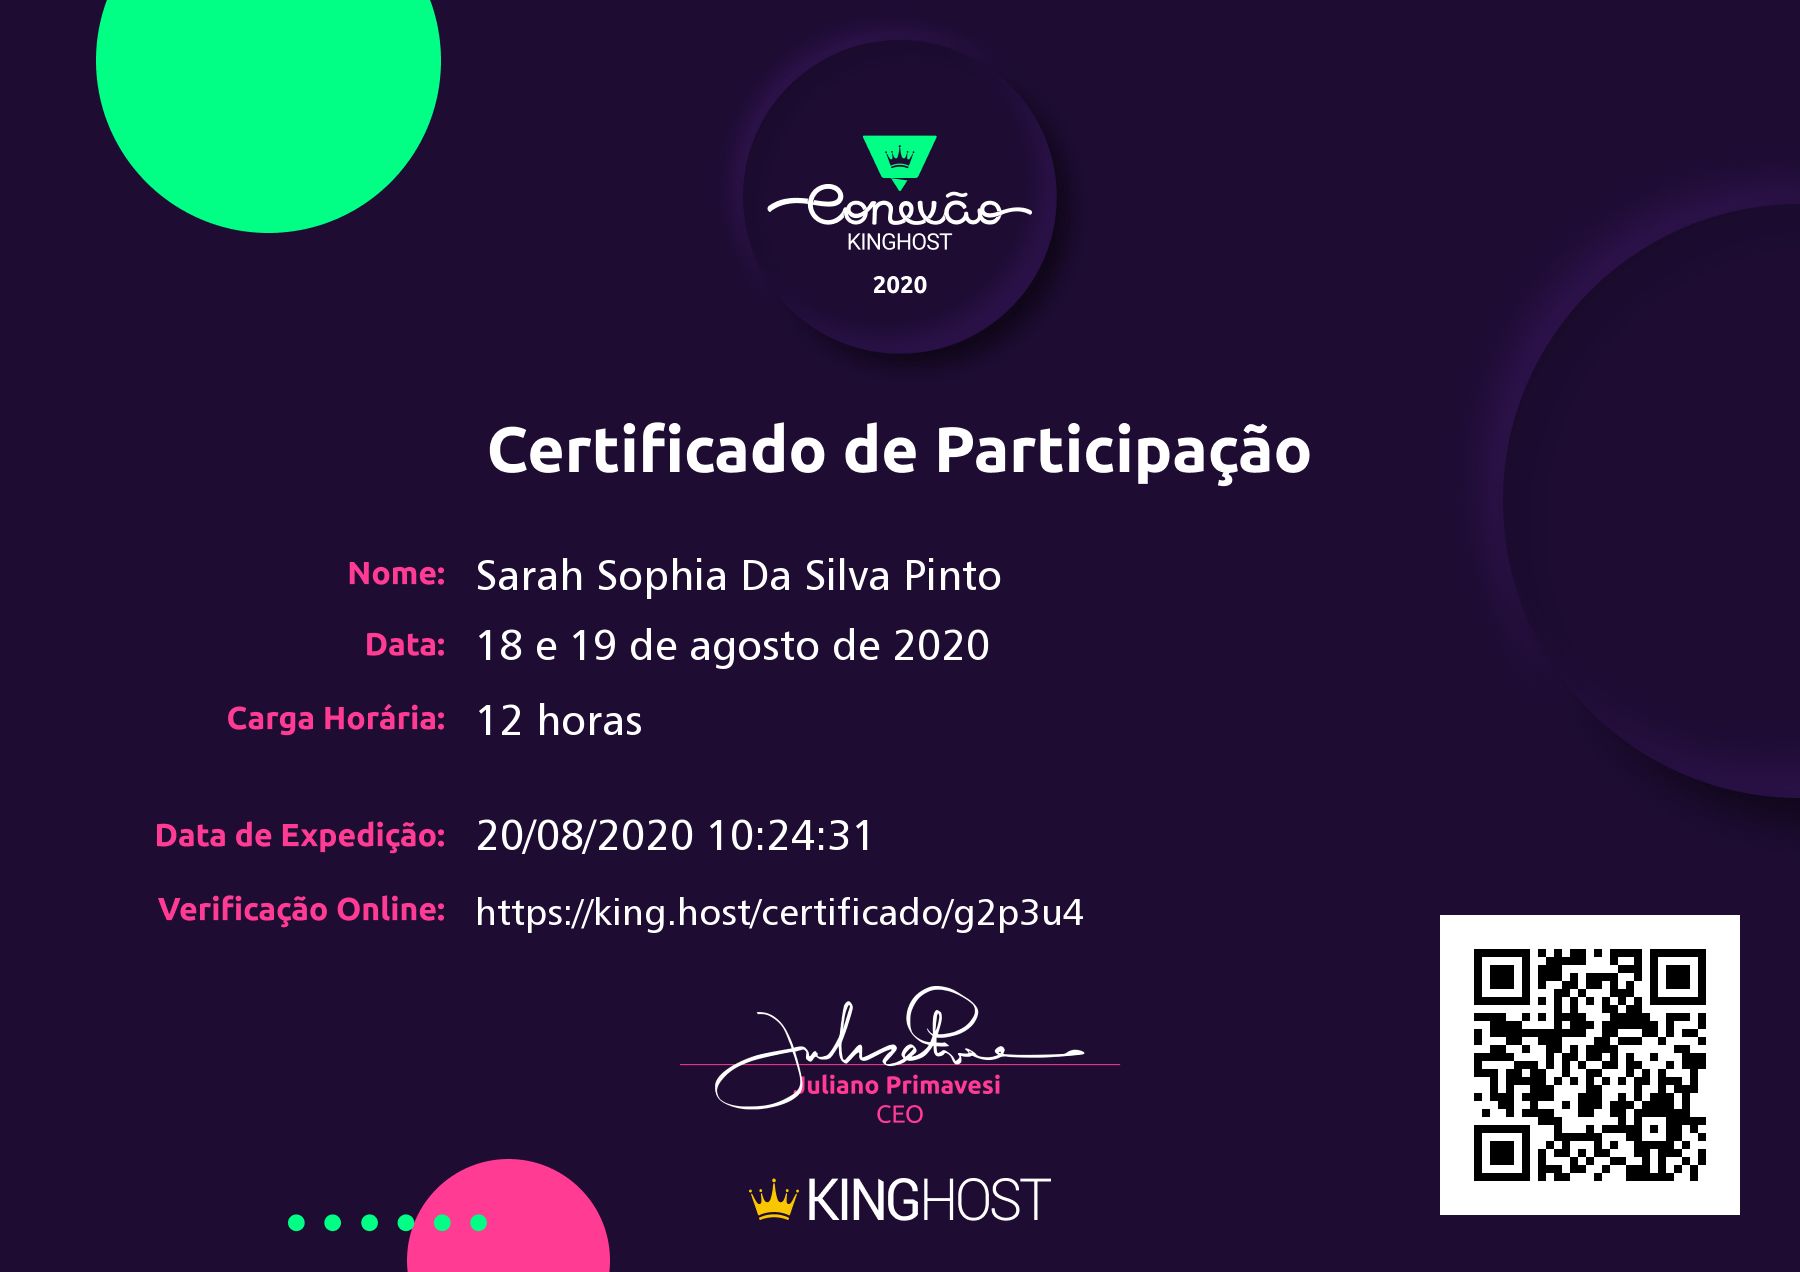 Conexão
KINGHOST
2020
Certificado de Participação
Nome: Sarah Sophia Da Silva Pinto
Data: 18 e 19 de agosto de 2020
Carga Horária: 12 horas
Data de Expedição: 20/08/2020 10:24:31
Verificação Online: https://king.host/certificado/g2p3u4
Juliano Primavesi
CEO
KINGHOST